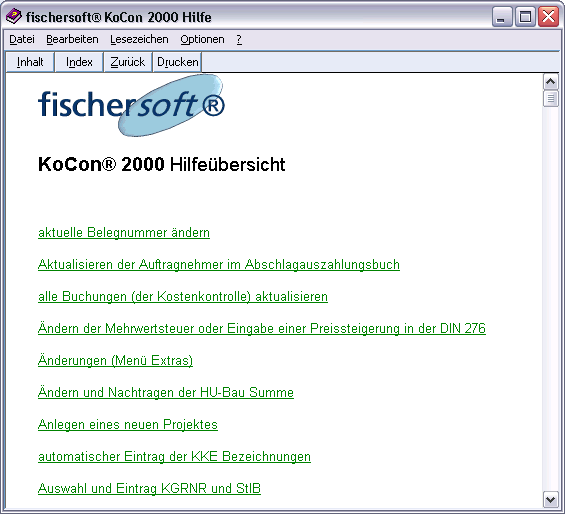 fischersoft® KoCon 2000 Hilfe
Datei Bearbeiten Lesezeichen Optionen ?
Inhalt Index Zurück Drucken
fischersoft®
KoCon® 2000 Hilfeübersicht
aktuelle Belegnummer ändern
Aktualisieren der Auftragnehmer im Abschlagauszahlungsbuch
alle Buchungen (der Kostenkontrolle) aktualisieren
Ändern der Mehrwertsteuer oder Eingabe einer Preissteigerung in der DIN 276
Änderungen (Menü Extras)
Ändern und Nachtragen der HU-Bau Summe
Anlegen eines neuen Projektes
automatischer Eintrag der KKE Bezeichnungen
Auswahl und Eintrag KGRNR und StlB